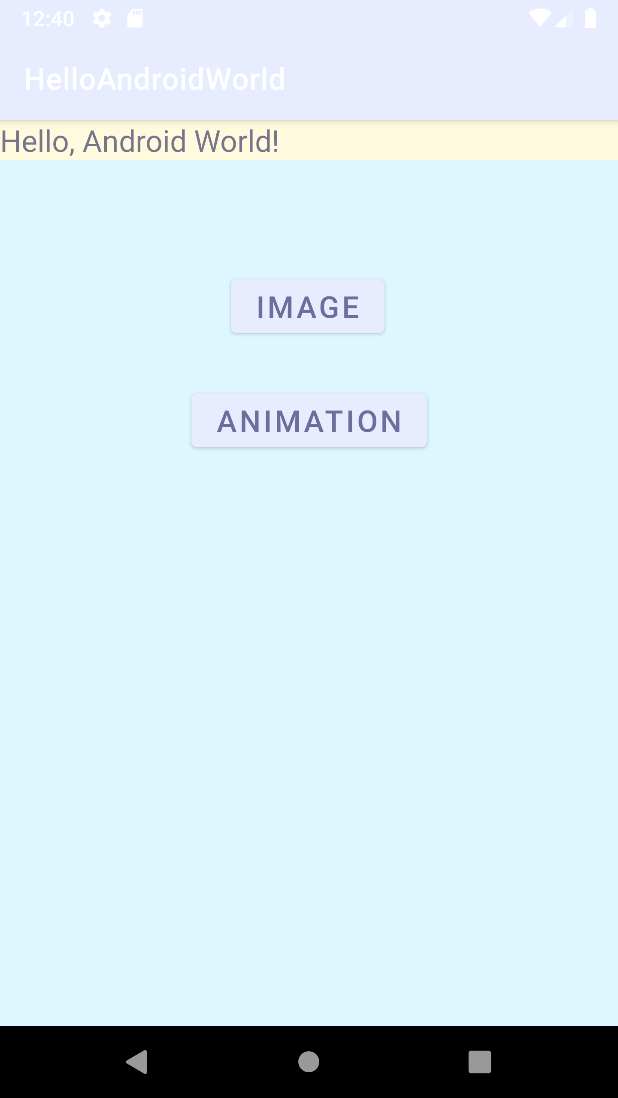 12:40
HelloAndroidWorld
Hello, Android World!
IMAGE
ANIMATION